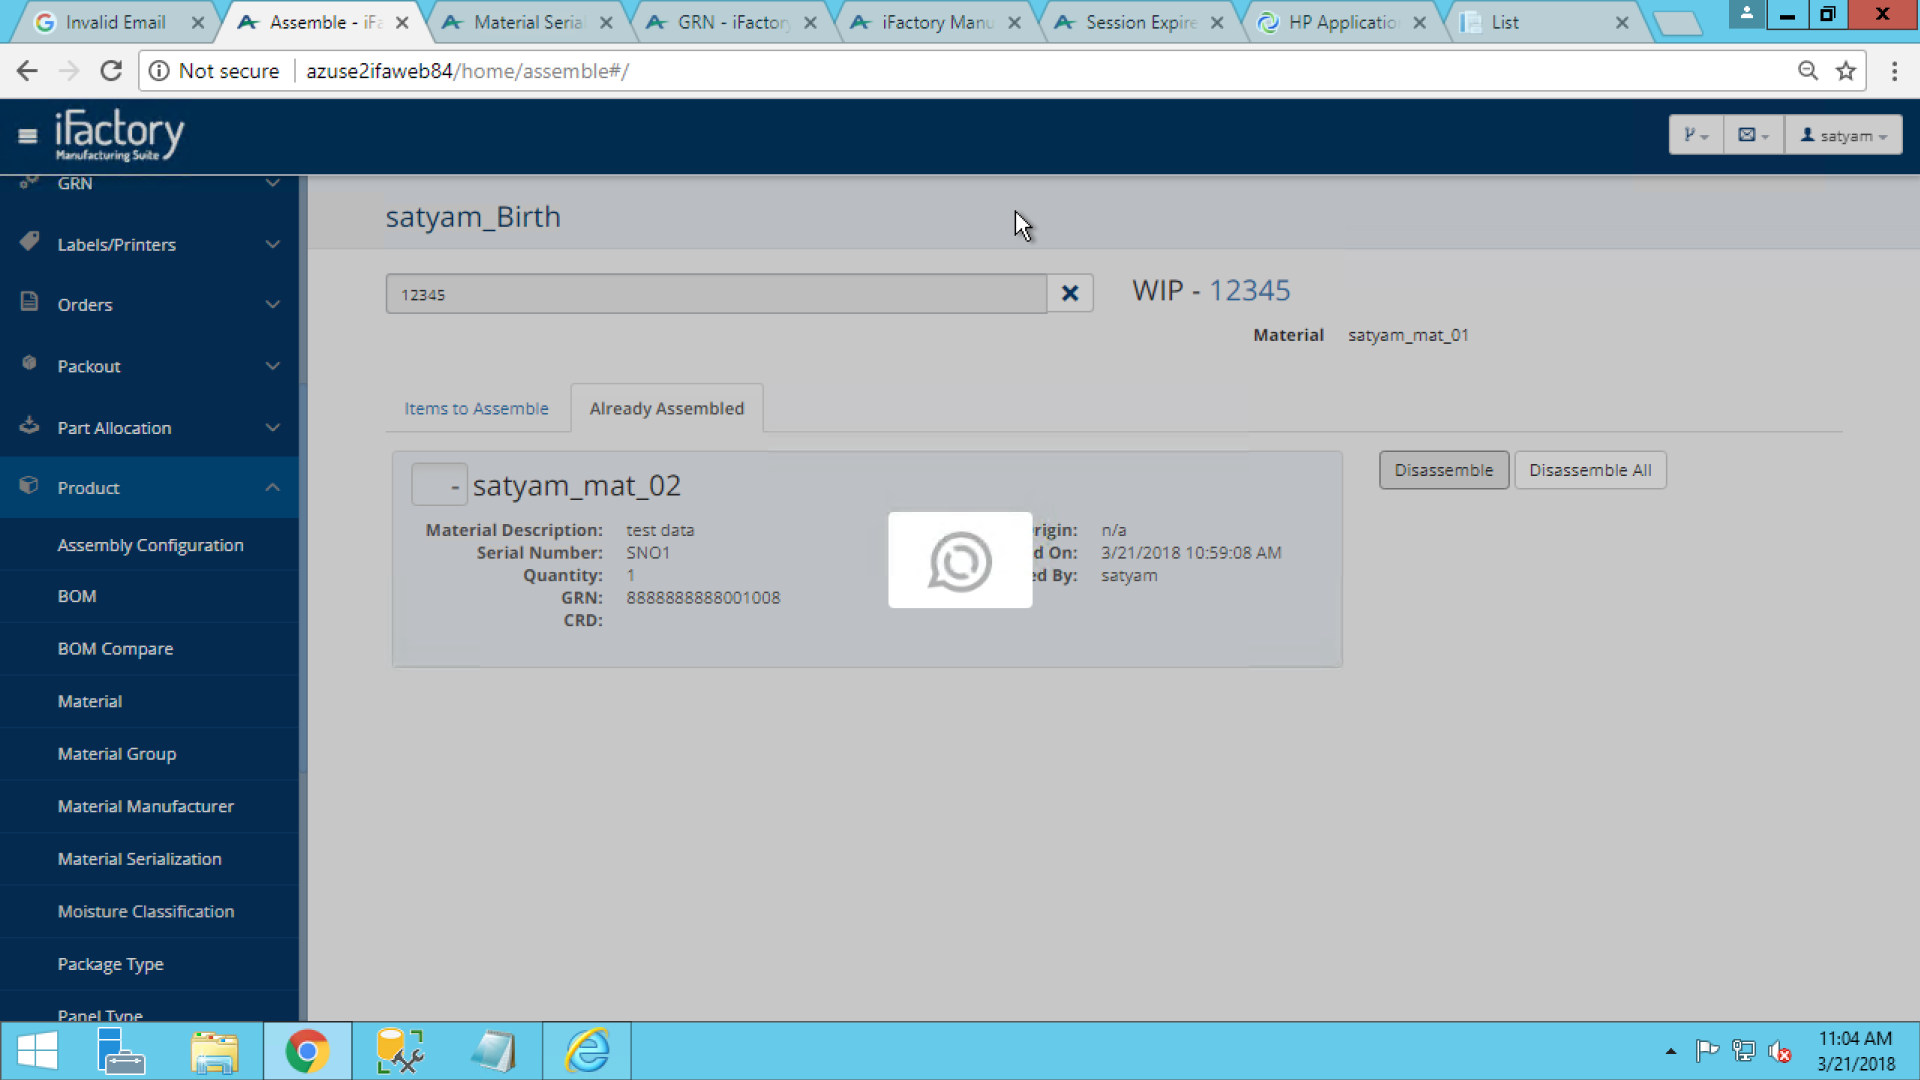 Invalid Email
Assemble - iFa
Material Seria
GRN - iFactory
iFactory Manu
Session Expire
HP Applicatio
List
Not secure
azuse2ifaweb84/home/assemble#/
iFactory
Manufacturing Suite
satyam
GRN
Labels/Printers
Orders
Packout
Part Allocation
Product
Assembly Configuration
BOM
BOM Compare
Material
Material Group
Material Manufacturer
Material Serialization
Moisture Classification
Package Type
Panel Type
satyam_Birth
12345
WIP - 12345
Material satyam_mat_01
Items to Assemble
Already Assembled
- satyam_mat_02
Disassemble
Disassemble All
Material Description: test data
Serial Number: SNO1
Quantity: 1
GRN: 8888888888001008
CRD:
rigin: n/a
d On: 3/21/2018 10:59:08 AM
ed By: satyam
11:04 AM
3/21/2018